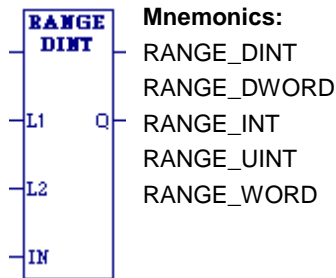 RANGE
DINT
L1 Q
L2
IN
Mnemonics:
RANGE_DINT
RANGE_DWORD
RANGE_INT
RANGE_UINT
RANGE_WORD